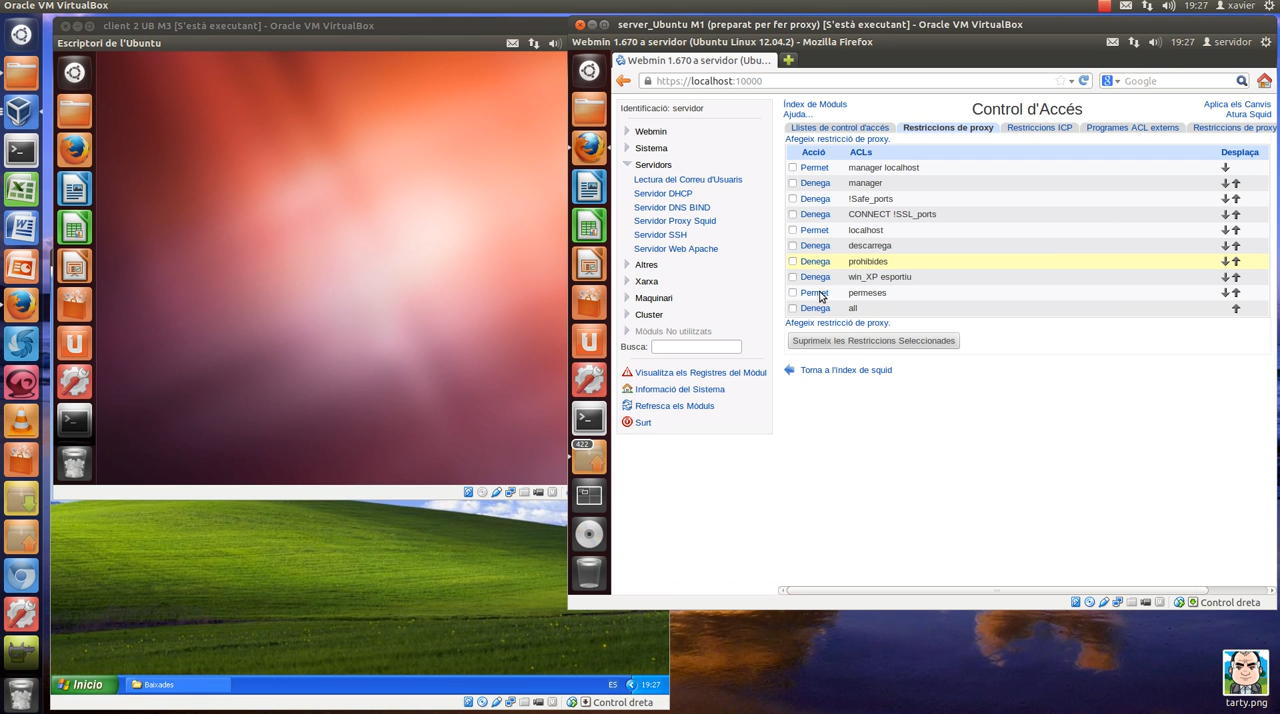 Oracle VM VirtualBox
19:27
xavier
client 2 UB M3 [S'està executant] - Oracle VM VirtualBox
Escriptori de l'Ubuntu
server_Ubuntu M1 (preparat per fer proxy) [S'està executant] - Oracle VM VirtualBox
Webmin 1.670 a servidor (Ubuntu Linux 12.04.2) - Mozilla Firefox
19:27
servidor
Webmin 1.670 a servidor (Ubu...
https://localhost:10000
Google
Identificació: servidor
Webmin
Sistema
Servidors
Lectura del Correu d'Usuaris
Servidor DHCP
Servidor DNS BIND
Servidor Proxy Squid
Servidor SSH
Servidor Web Apache
Altres
Xarxa
Maquinari
Cluster
Mòduls No utilitzats
Busca:
Visualitza els Registres del Mòdul
Informació del Sistema
Refresca els Mòduls
Surt
Índex de Mòduls
Ajuda...
Control d'Accés
Aplica els Canvis
Atura Squid
Llistes de control d'accés
Restriccions de proxy
Restriccions ICP
Programes ACL externs
Restriccions de proxy
Afegeix restricció de proxy.
Acció ACLs Desplaça
Permet manager localhost
Denega manager
Denega !Safe_ports
Denega CONNECT !SSL_ports
Permet localhost
Denega descarrega
Denega prohibides
Denega win_XP esportiu
Permet permeses
Denega all
Afegeix restricció de proxy.
Suprimeix les Restriccions Seleccionades
Torna a l'índex de squid
422
Control dreta
Inicio
Baixades
ES
19:27
Control dreta
tarty.png